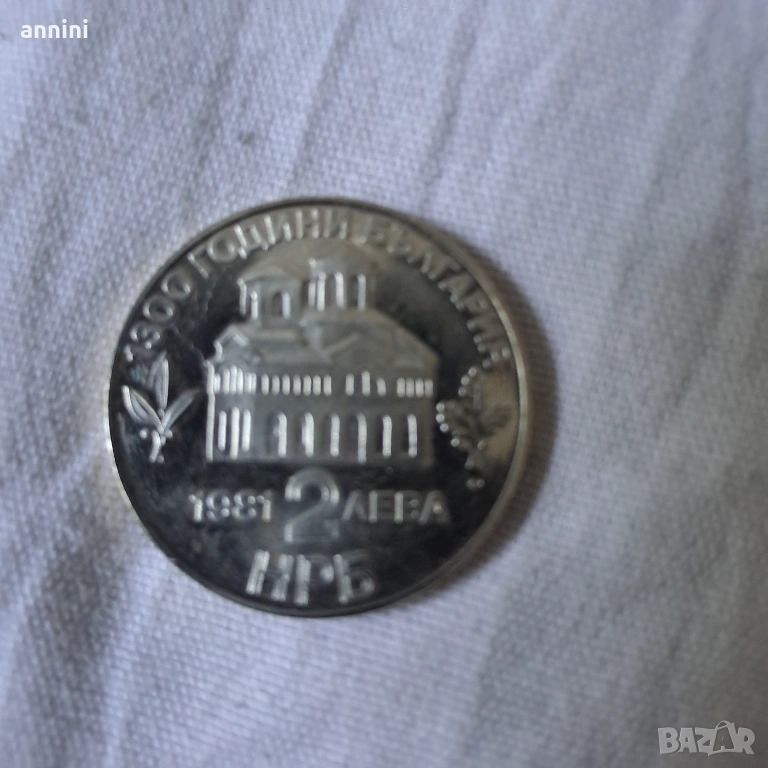 annini
1300 ГОДИНИ БЪЛГАРИЯ
1981 2 ЛЕВА
НРБ
BAZAR